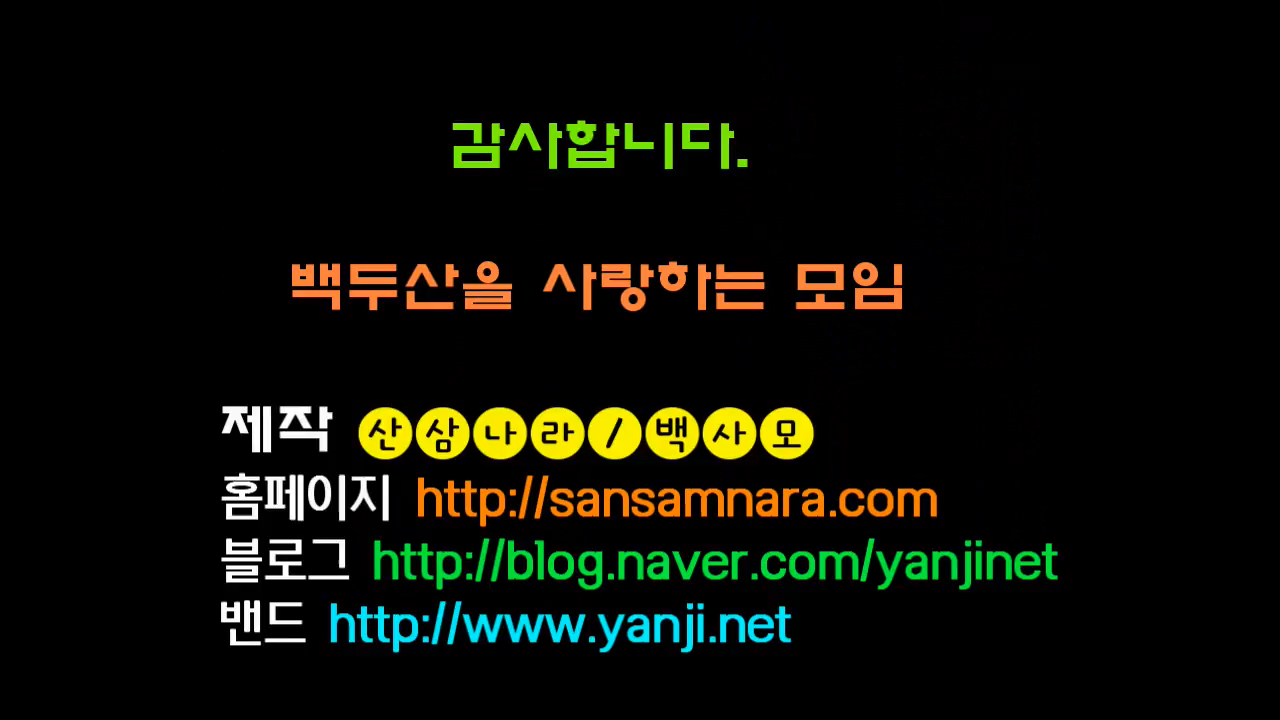 감사합니다.
백두산을 사랑하는 모임
제작 산삼나라/백사모
홈페이지 http://sansamnara.com
블로그 http://blog.naver.com/yanjinet
밴드 http://www.yanji.net